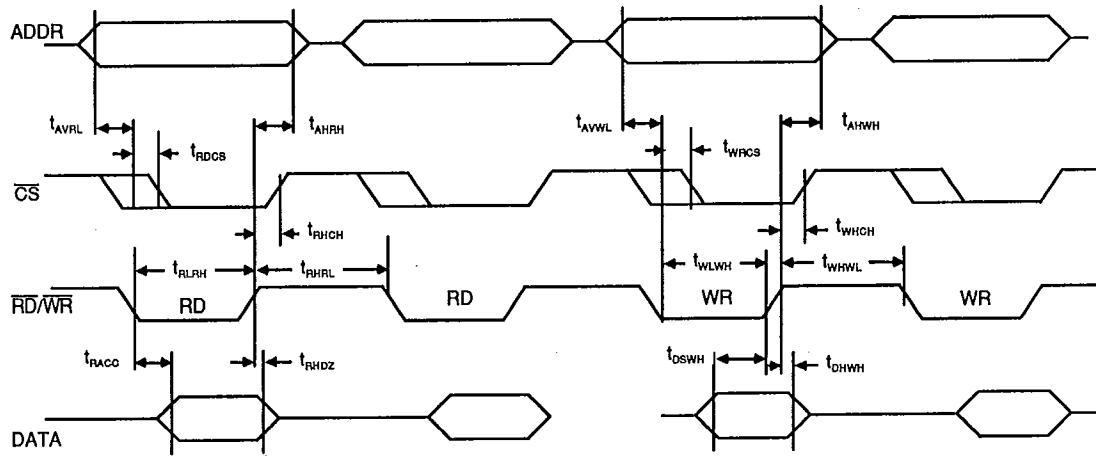 ADDR
tAVRL tAHRH tAVWL tAHWH
tRDCS tWRCS
CS
tRHCH tWHCH
tRLRH tRHRL tWLWH tWHWL
RD/WR RD RD WR WR
tRACC tRHDZ tDSWH tDHWH
DATA